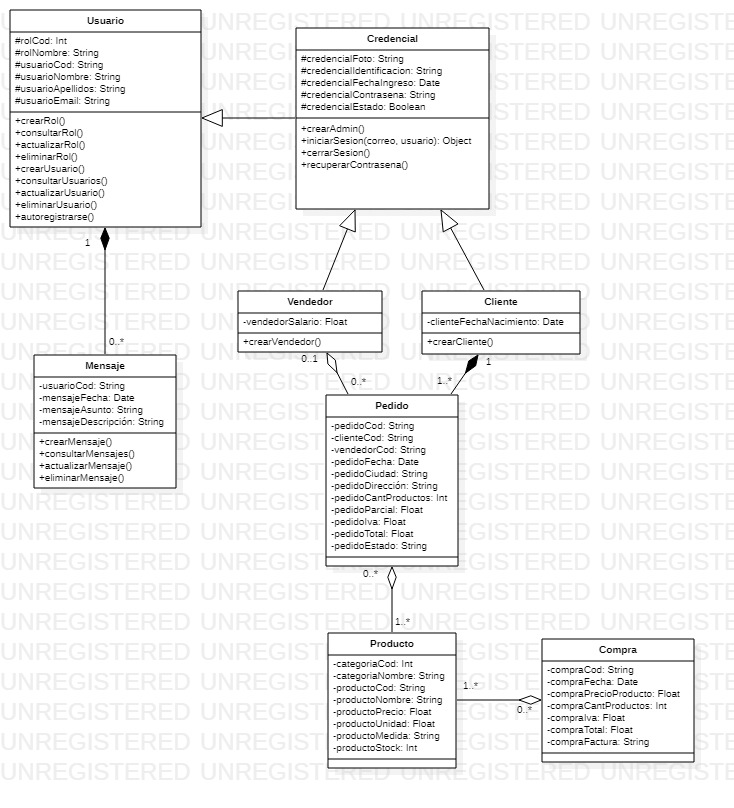 Usuario
#rolCod: Int
#rolNombre: String
#usuarioCod: String
#usuarioNombre: String
#usuarioApellidos: String
#usuarioEmail: String
+crearRol()
+consultarRol()
+actualizarRol()
+eliminarRol()
+crearUsuario()
+consultarUsuarios()
+actualizarUsuario()
+eliminarUsuario()
+autoregistrarse()
Credencial
#credencialFoto: String
#credencialIdentificacion: String
#credencialFechaIngreso: Date
#credencialContrasena: String
#credencialEstado: Boolean
+crearAdmin()
+iniciarSesion(correo, usuario): Object
+cerrarSesion()
+recuperarContrasena()
1
0..*
Mensaje
-usuarioCod: String
-mensajeFecha: Date
-mensajeAsunto: String
-mensajeDescripción: String
+crearMensaje()
+consultarMensajes()
+actualizarMensaje()
+eliminarMensaje()
Vendedor
-vendedorSalario: Float
+crearVendedor()
Cliente
-clienteFechaNacimiento: Date
+crearCliente()
0..1
0..*
1
1..*
Pedido
-pedidoCod: String
-clienteCod: String
-vendedorCod: String
-pedidoFecha: Date
-pedidoCiudad: String
-pedidoDirección: String
-pedidoCantProductos: Int
-pedidoParcial: Float
-pedidoIva: Float
-pedidoTotal: Float
-pedidoEstado: String
0..*
1..*
Producto
-categoriaCod: Int
-categoriaNombre: String
-productoCod: String
-productoNombre: String
-productoPrecio: Float
-productoUnidad: Float
-productoMedida: String
-productoStock: Int
1..*
0..*
Compra
-compraCod: String
-compraFecha: Date
-compraPrecioProducto: Float
-compraCantProductos: Int
-compraIva: Float
-compraTotal: Float
-compraFactura: String
UNREGISTERED